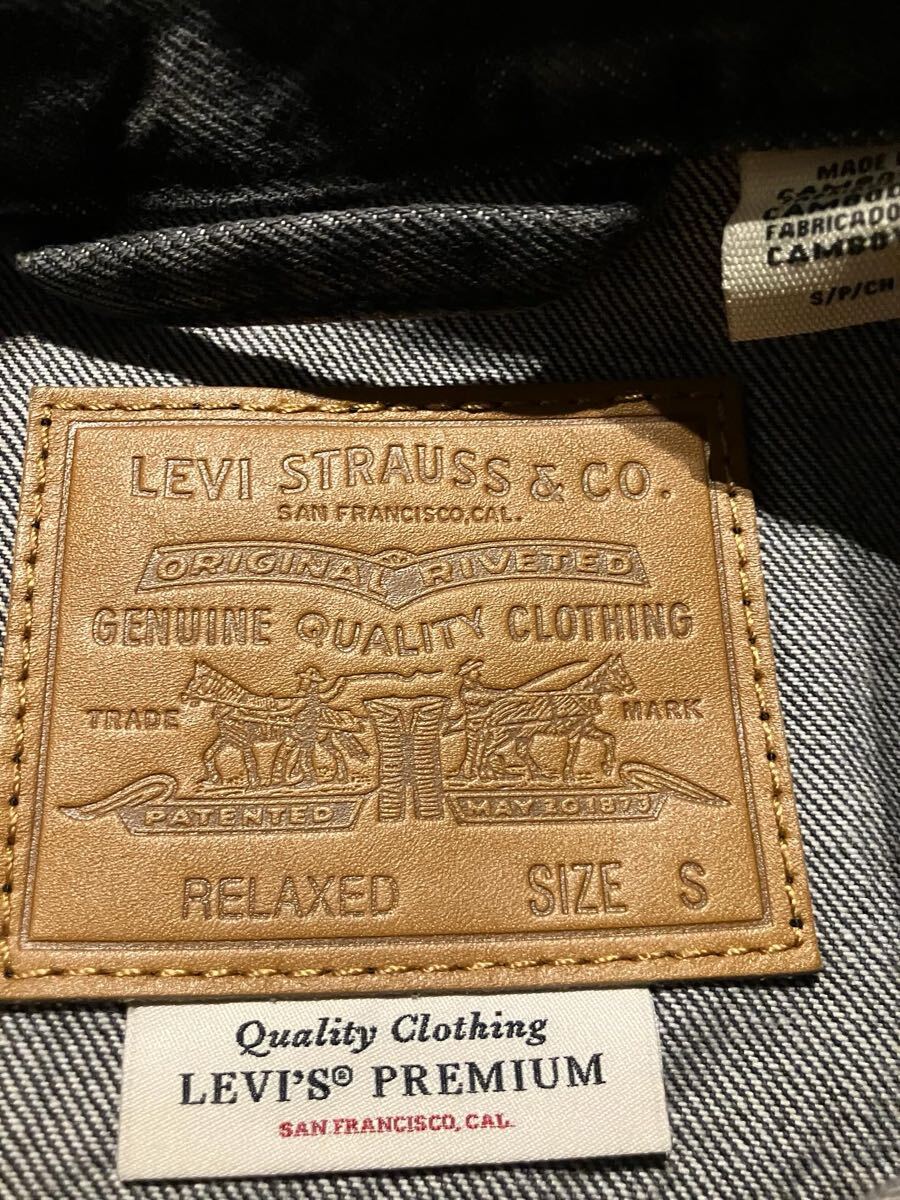 MADE
FABRICADO
S/P/CH
LEVI STRAUSS & CO.
SAN FRANCISCO, CAL.
ORIGINAL RIVETED
GENUINE QUALITY CLOTHING
TRADE MARK
PATENTED MAY 20 1873
RELAXED SIZE S
Quality Clothing
LEVI'S® PREMIUM
SAN FRANCISCO, CAL.